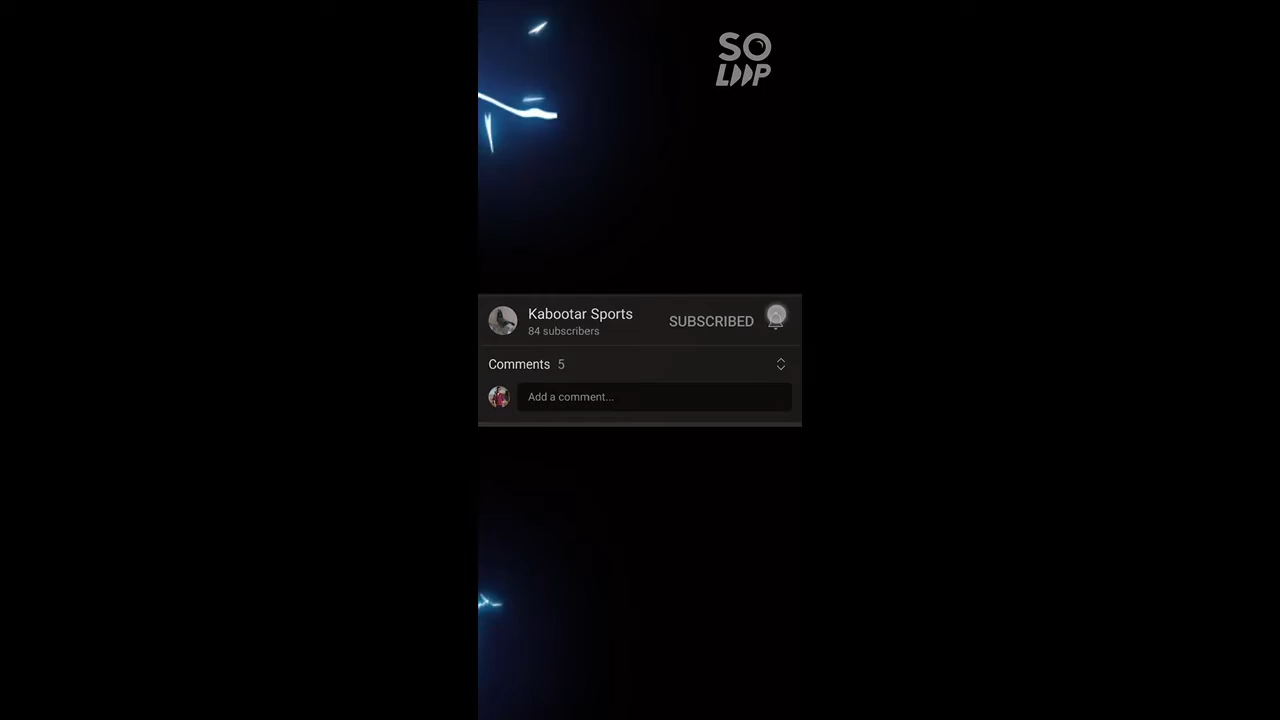 SO
LOOP
Kabootar Sports
84 subscribers
SUBSCRIBED
Comments 5
Add a comment...